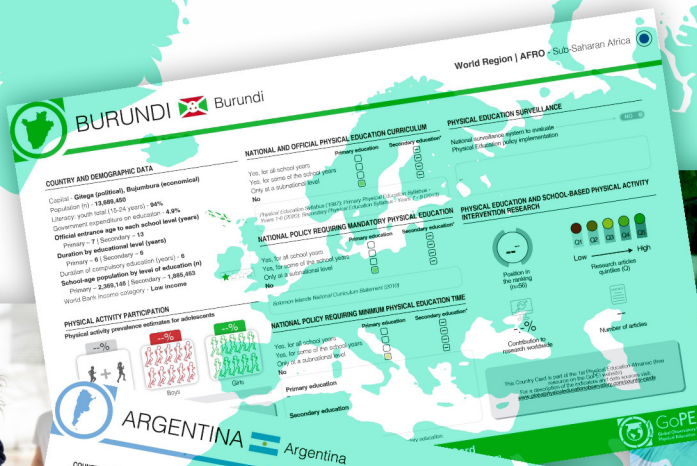 World Region | AFRO - Sub-Saharan Africa
BURUNDI Burundi
COUNTRY AND DEMOGRAPHIC DATA
Capital - Gitega (political), Bujumbura (economical)
Population (n) - 13,689,450
Literacy: youth total (15-24 years) - 94%
Government expenditure on education - 4.9%
Official entrance age to each school level (years)
Primary – 7 | Secondary – 13
Duration by educational level (years)
Primary – 6 | Secondary – 6
Duration of compulsory education (years) - 6
School-age population by level of education (n)
World Bank Income category - Low income
PHYSICAL ACTIVITY PARTICIPATION
Physical activity prevalence estimates for adolescents
--%
--%
--%
Boys
Girls
NATIONAL AND OFFICIAL PHYSICAL EDUCATION CURRICULUM
Primary education Secondary education*
Yes, for all school years
Yes, for some of the school years
Only at a subnational level
No
NATIONAL POLICY REQUIRING MANDATORY PHYSICAL EDUCATION
Primary education Secondary education*
Yes, for all school years
Yes, for some of the school years
Only at a subnational level
No
Solomon Islands National Curriculum Statement (2010)
NATIONAL POLICY REQUIRING MINIMUM PHYSICAL EDUCATION TIME
Primary education Secondary education*
Yes, for all school years
Yes, for some of the school years
Only at a subnational level
No
Primary education
Secondary education
PHYSICAL EDUCATION SURVEILLANCE
National surveillance system to evaluate
Physical Education policy implementation
NO
PHYSICAL EDUCATION AND SCHOOL-BASED PHYSICAL ACTIVITY
INTERVENTION RESEARCH
--
Position in
the ranking
(n=56)
Q1 Q2 Q3 Q4
Low High
Research articles
quintiles (Q)
-%
Contribution to
research worldwide
--
Number of articles
GoPE
ARGENTINA Argentina